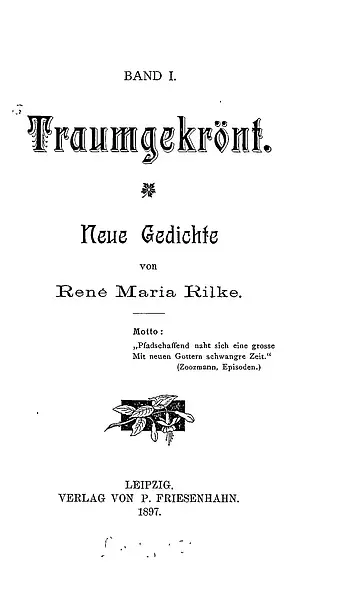 BAND I.
Traumgekrönt.
Neue Gedichte
von
René Maria Rilke.
Motto:
„Pfadschaffend naht sich eine grosse
Mit neuen Gottern schwangre Zeit.“
(Zoozmann, Episoden.)
LEIPZIG.
VERLAG VON P. FRIESENHAHN.
1897.